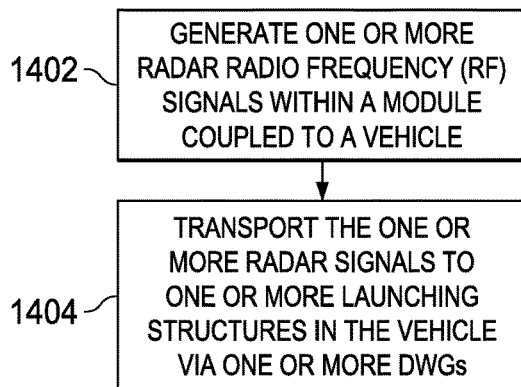 1402
GENERATE ONE OR MORE
RADAR RADIO FREQUENCY (RF)
SIGNALS WITHIN A MODULE
COUPLED TO A VEHICLE
1404
TRANSPORT THE ONE OR
MORE RADAR SIGNALS TO
ONE OR MORE LAUNCHING
STRUCTURES IN THE VEHICLE
VIA ONE OR MORE DWGs